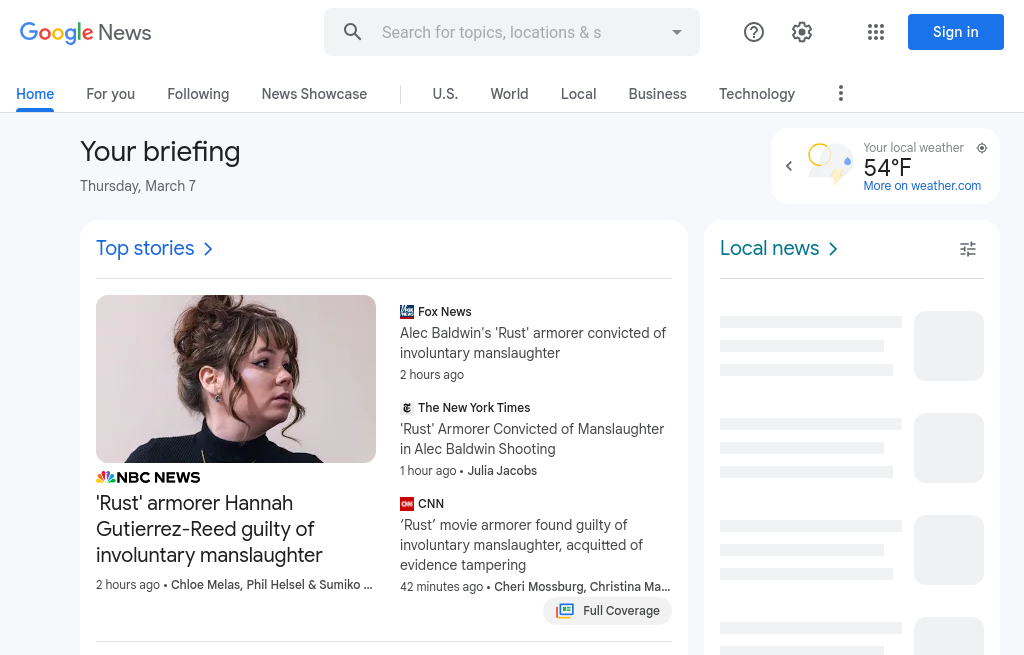 Google News
Search for topics, locations & s
Sign in
Home
For you
Following
News Showcase
U.S.
World
Local
Business
Technology
Your briefing
Thursday, March 7
Your local weather
54°F
More on weather.com
Top stories
NBC NEWS
'Rust' armorer Hannah
Gutierrez-Reed guilty of
involuntary manslaughter
2 hours ago • Chloe Melas, Phil Helsel & Sumiko ...
Fox News
Alec Baldwin's 'Rust' armorer convicted of
involuntary manslaughter
2 hours ago
The New York Times
'Rust' Armorer Convicted of Manslaughter
in Alec Baldwin Shooting
1 hour ago • Julia Jacobs
CNN
‘Rust’ movie armorer found guilty of
involuntary manslaughter, acquitted of
evidence tampering
42 minutes ago • Cheri Mossburg, Christina Ma...
Full Coverage
Local news